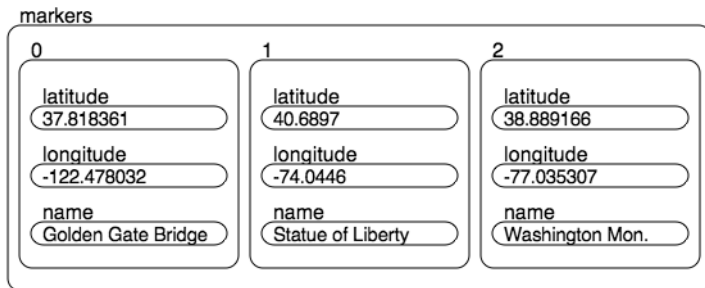 markers
0
latitude
37.818361
longitude
-122.478032
name
Golden Gate Bridge
1
latitude
40.6897
longitude
-74.0446
name
Statue of Liberty
2
latitude
38.889166
longitude
-77.035307
name
Washington Mon.